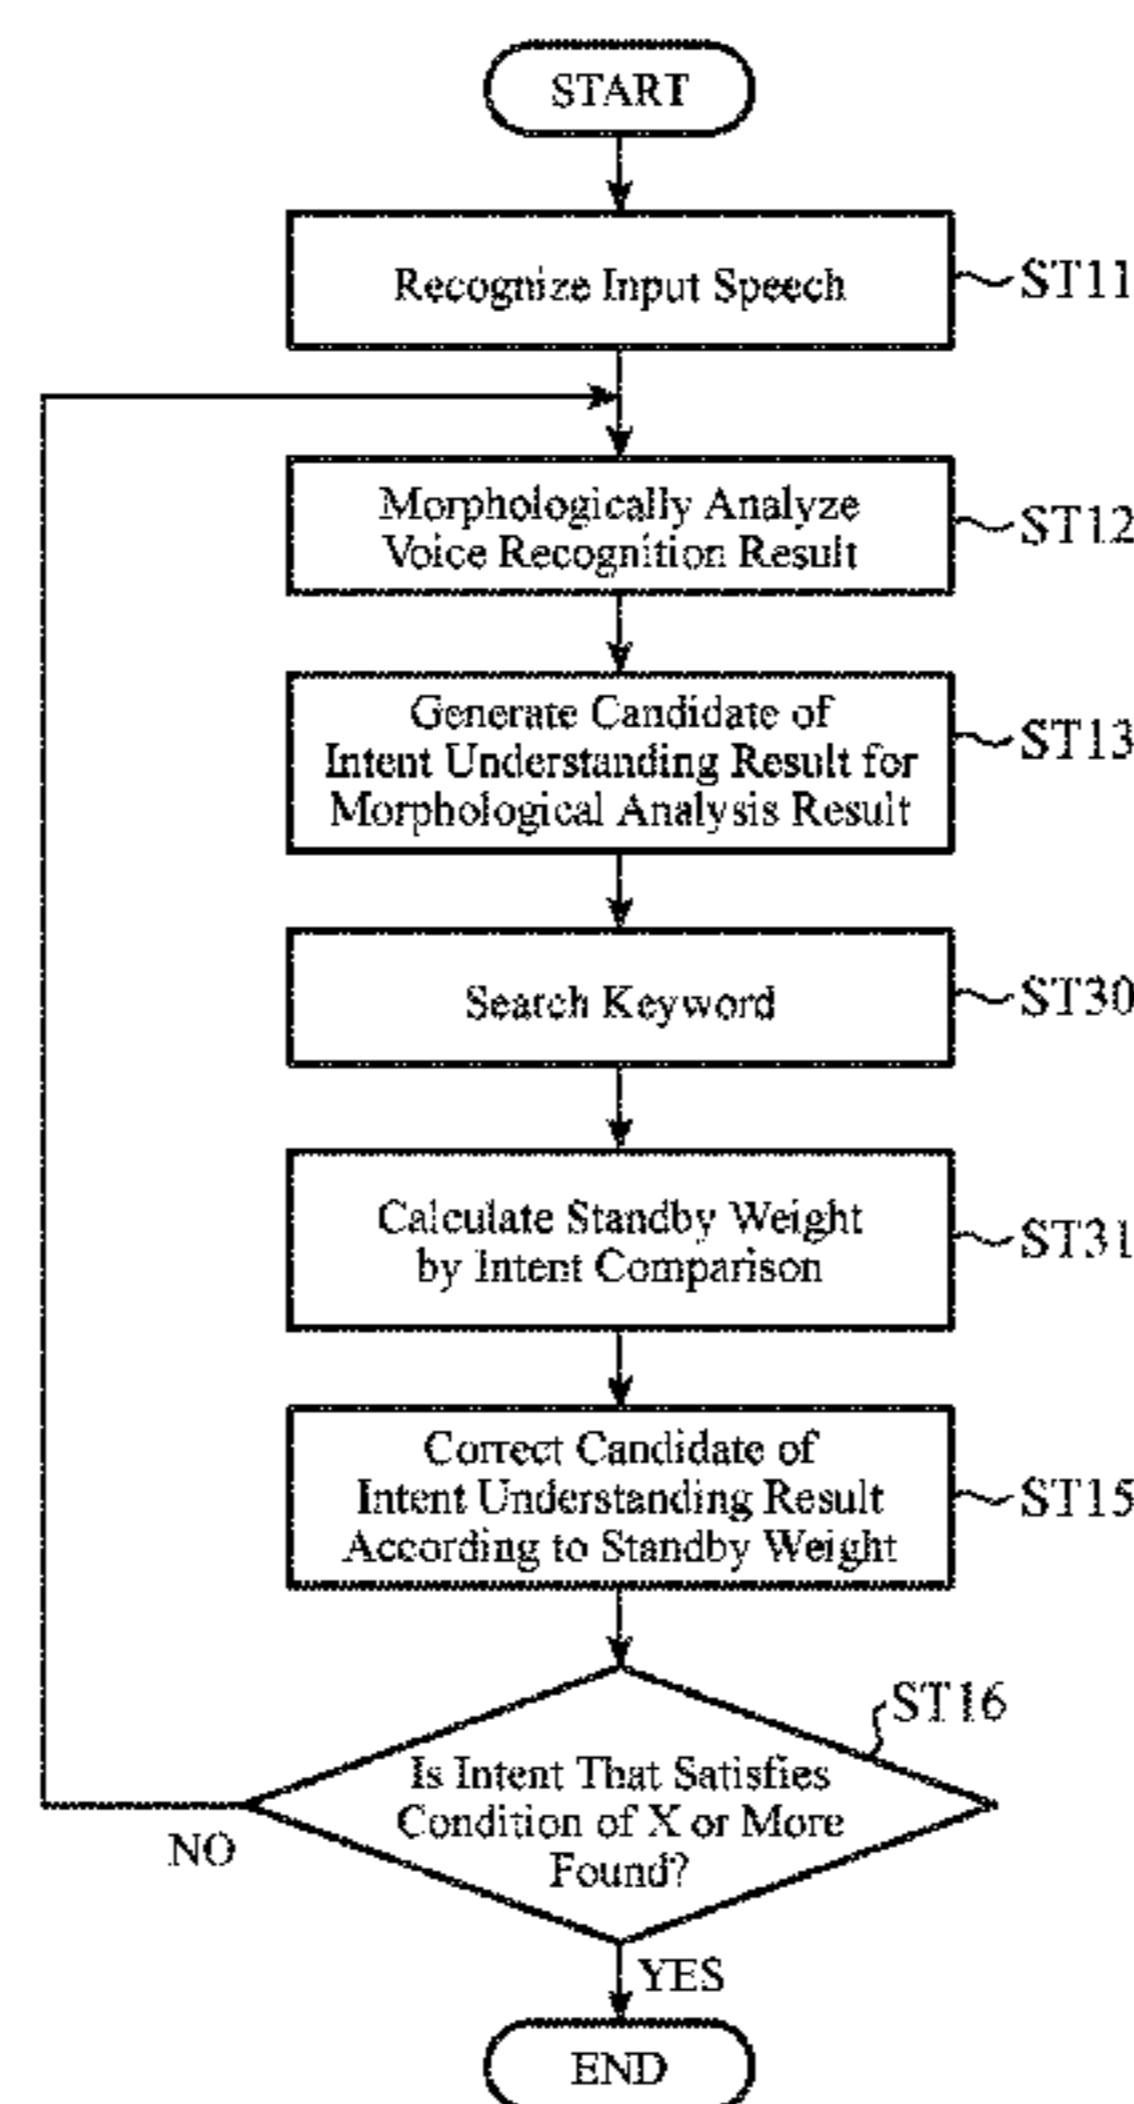 START
Recognize Input Speech
ST11
Morphologically Analyze
Voice Recognition Result
ST12
Generate Candidate of
Intent Understanding Result for
Morphological Analysis Result
ST13
Search Keyword
ST30
Calculate Standby Weight
by Intent Comparison
ST31
Correct Candidate of
Intent Understanding Result
According to Standby Weight
ST15
ST16
Is Intent That Satisfies
Condition of X or More
Found?
NO
YES
END